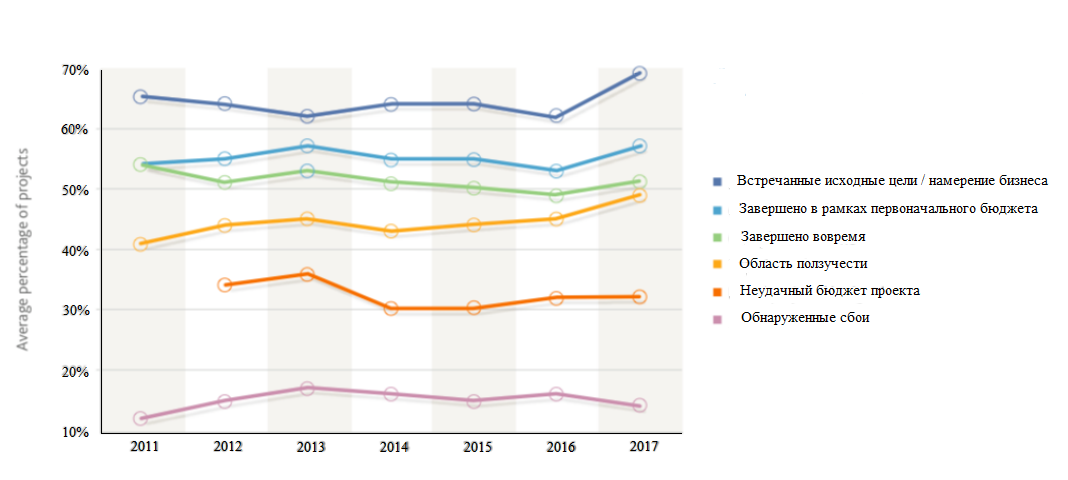 70%
60%
50%
40%
30%
20%
10%
Average percentage of projects
2011 2012 2013 2014 2015 2016 2017
Встречанные исходные цели / намерение бизнеса
Завершено в рамках первоначального бюджета
Завершено вовремя
Область ползучести
Неудачный бюджет проекта
Обнаруженные сбои